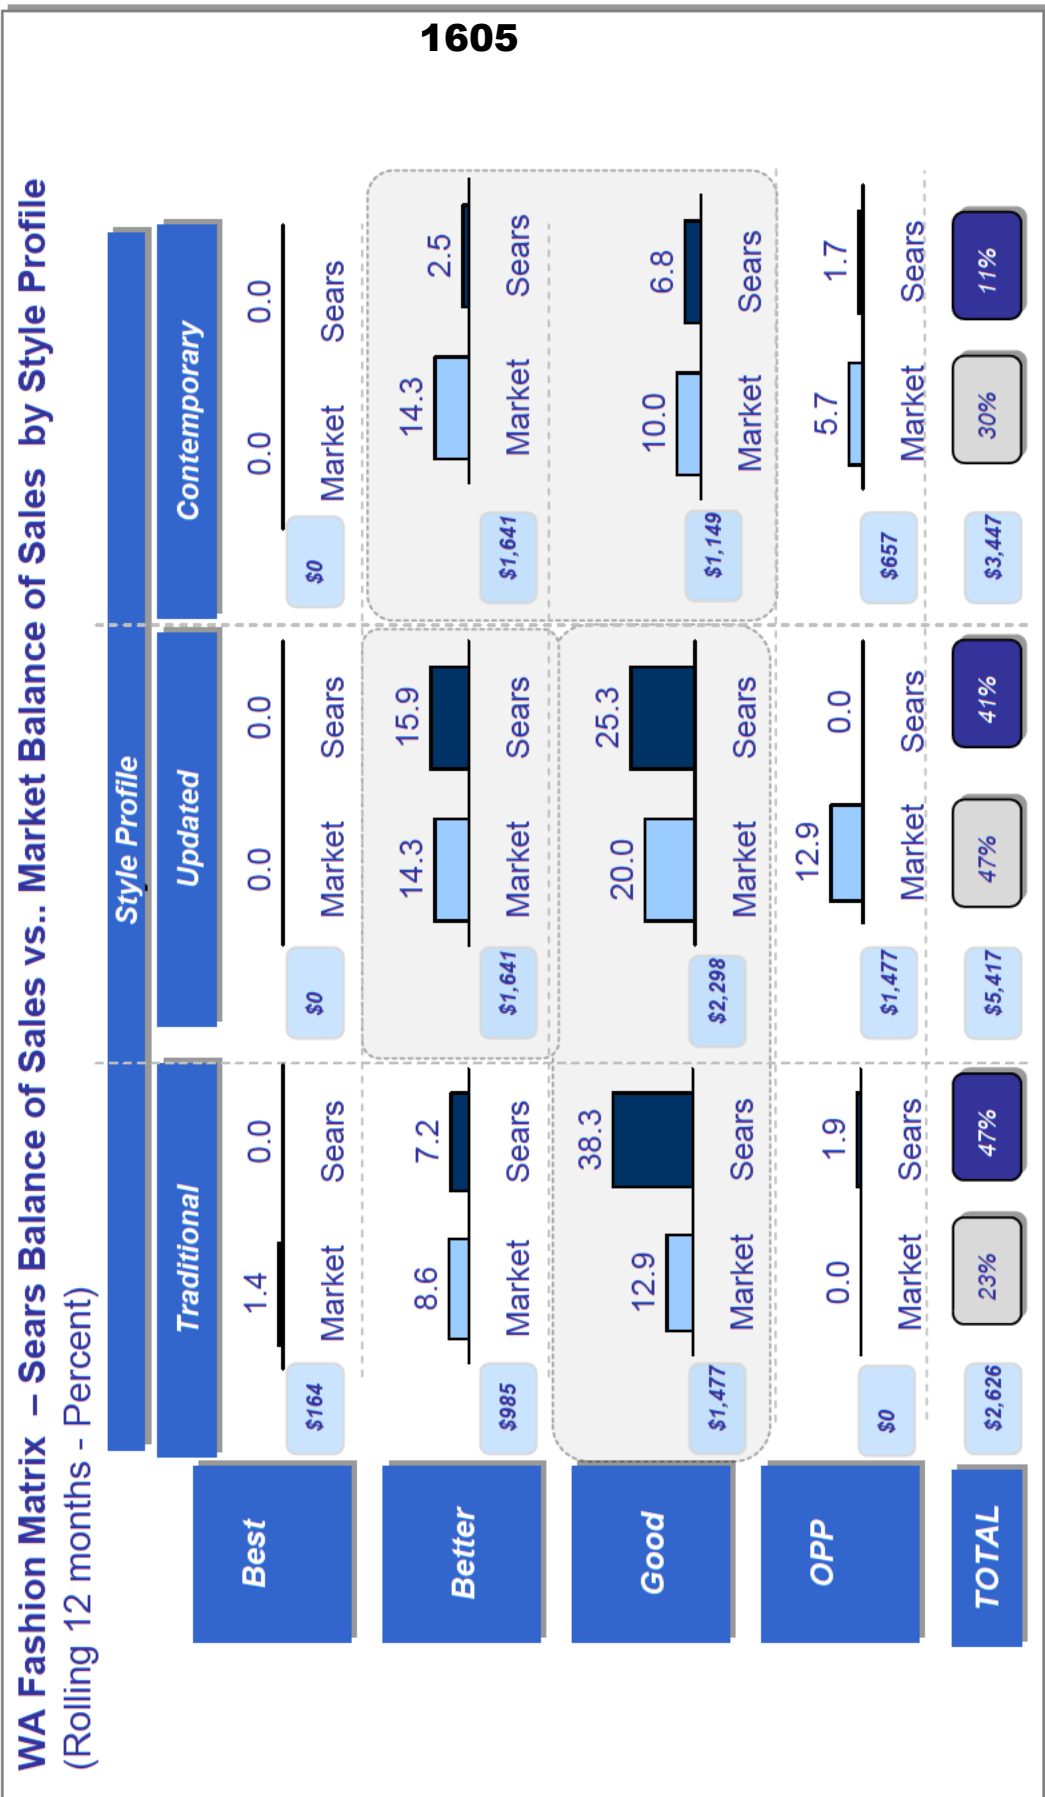 1605
WA Fashion Matrix – Sears Balance of Sales vs.. Market Balance of Sales by Style Profile
(Rolling 12 months - Percent)
Style Profile
Traditional
Updated
Contemporary
Best
$164
1.4
Market
0.0
Sears
$0
0.0
Market
0.0
Sears
$0
0.0
Market
0.0
Sears
Better
$985
8.6
Market
7.2
Sears
$1,641
14.3
Market
15.9
Sears
$1,641
14.3
Market
2.5
Sears
Good
$1,477
12.9
Market
38.3
Sears
$2,298
20.0
Market
25.3
Sears
$1,149
10.0
Market
6.8
Sears
OPP
$0
0.0
Market
1.9
Sears
$1,477
12.9
Market
0.0
Sears
$657
5.7
Market
1.7
Sears
TOTAL
$2,626
23%
47%
$5,417
47%
41%
$3,447
30%
11%